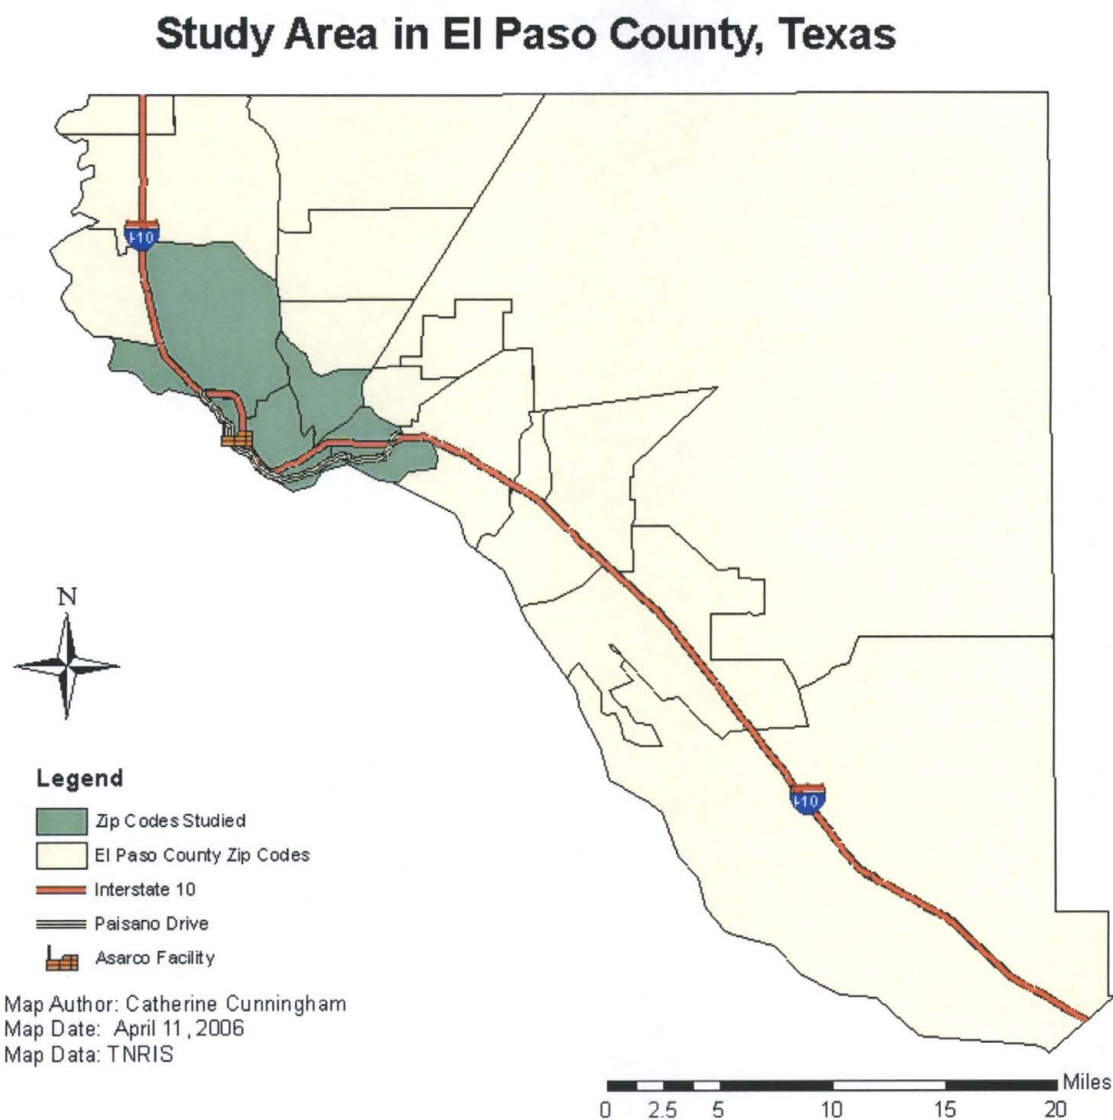 Study Area in El Paso County, Texas
I-10
N
Legend
Zip Codes Studied
El Paso County Zip Codes
Interstate 10
I-10
Paisano Drive
Asarco Facility
Map Author: Catherine Cunningham
Map Date: April 11, 2006
Map Data: TNRIS
Miles
0 2.5 5 10 15 20